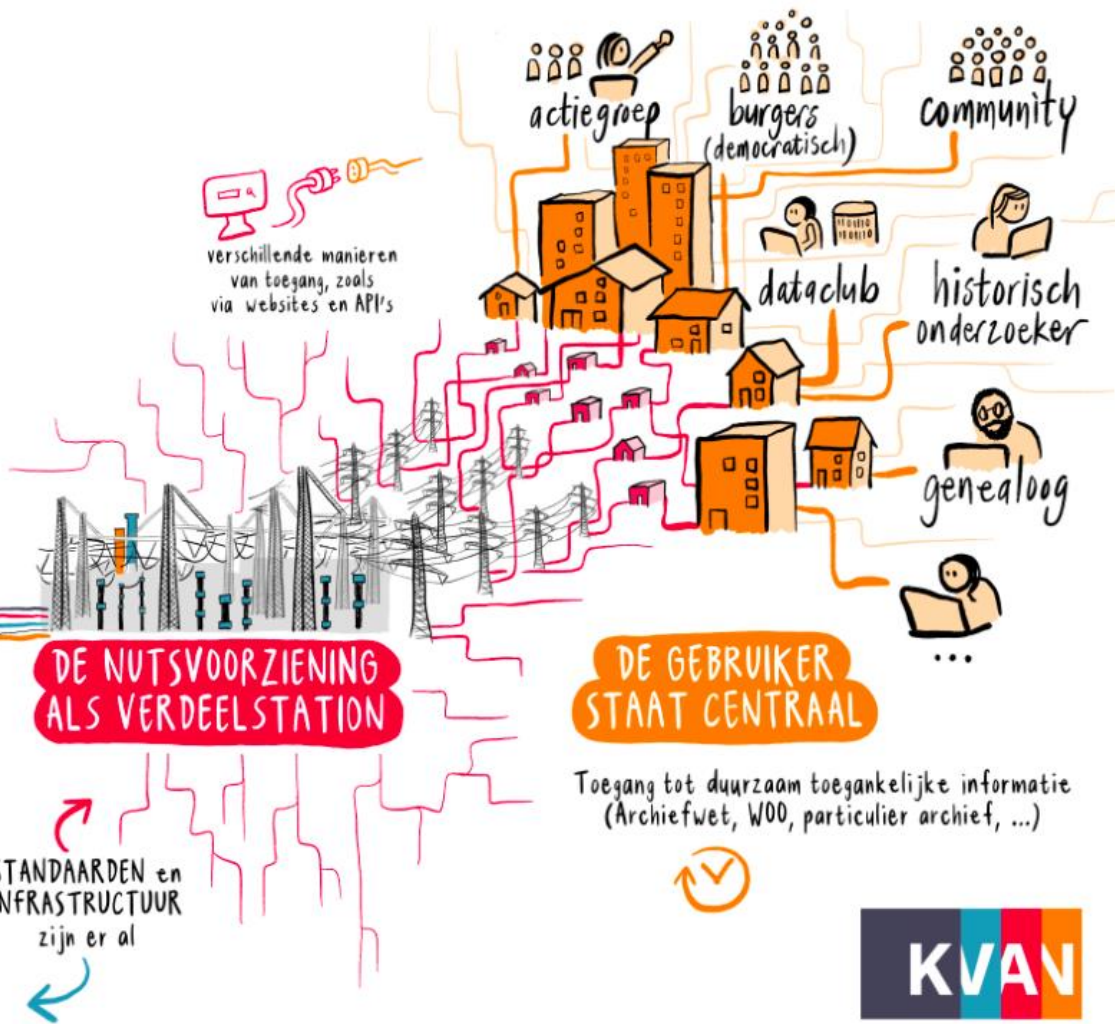 actiegroep
burgers
(democratisch)
community
verschillende manieren
van toegang, zoals
via websites en API's
dataclub
historisch
onderzoeker
genealoog
...
DE NUTSVOORZIENING
ALS VERDEELSTATION
DE GEBRUIKER
STAAT CENTRAAL
Toegang tot duurzaam toegankelijke informatie
(Archiefwet, WOO, particulier archief, ...)
STANDAARDEN en
INFRASTRUCTUUR
zijn er al
KVAN